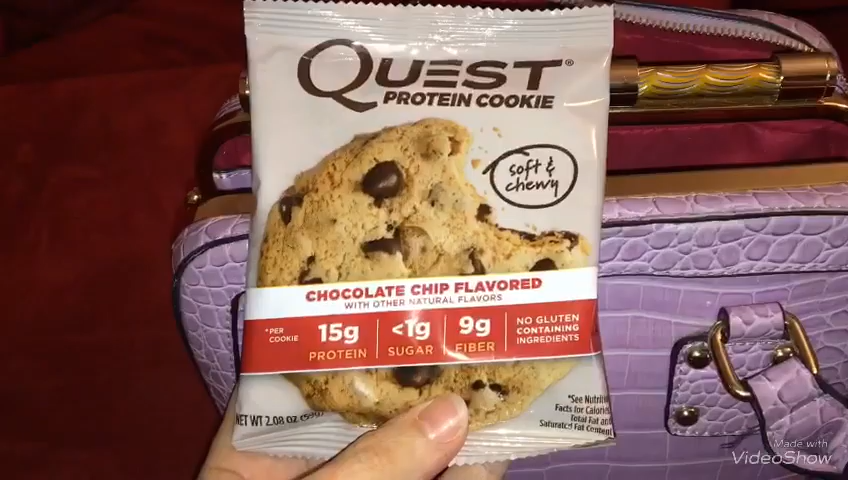 QUEST®
PROTEIN COOKIE
soft &
chewy
CHOCOLATE CHIP FLAVORED
WITH OTHER NATURAL FLAVORS
*PER
COOKIE
15g
PROTEIN
<1g
SUGAR
9g
FIBER
NO GLUTEN
CONTAINING
INGREDIENTS
NET WT 2.08 OZ
*See
Facts for
Total Fat and
Saturated Fat Content
Made with
VideoShow